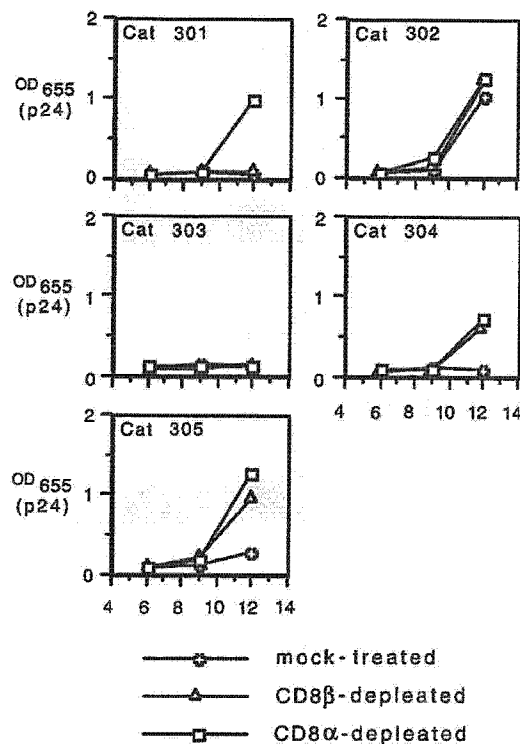 Cat 301
Cat 302
2
1
0
OD 655
(p24)
2
1
0
Cat 303
Cat 304
2
1
0
OD 655
(p24)
2
1
0
4 6 8 10 12 14
Cat 305
2
1
0
OD 655
(p24)
4 6 8 10 12 14
mock-treated
CD8β-depleated
CD8α-depleated